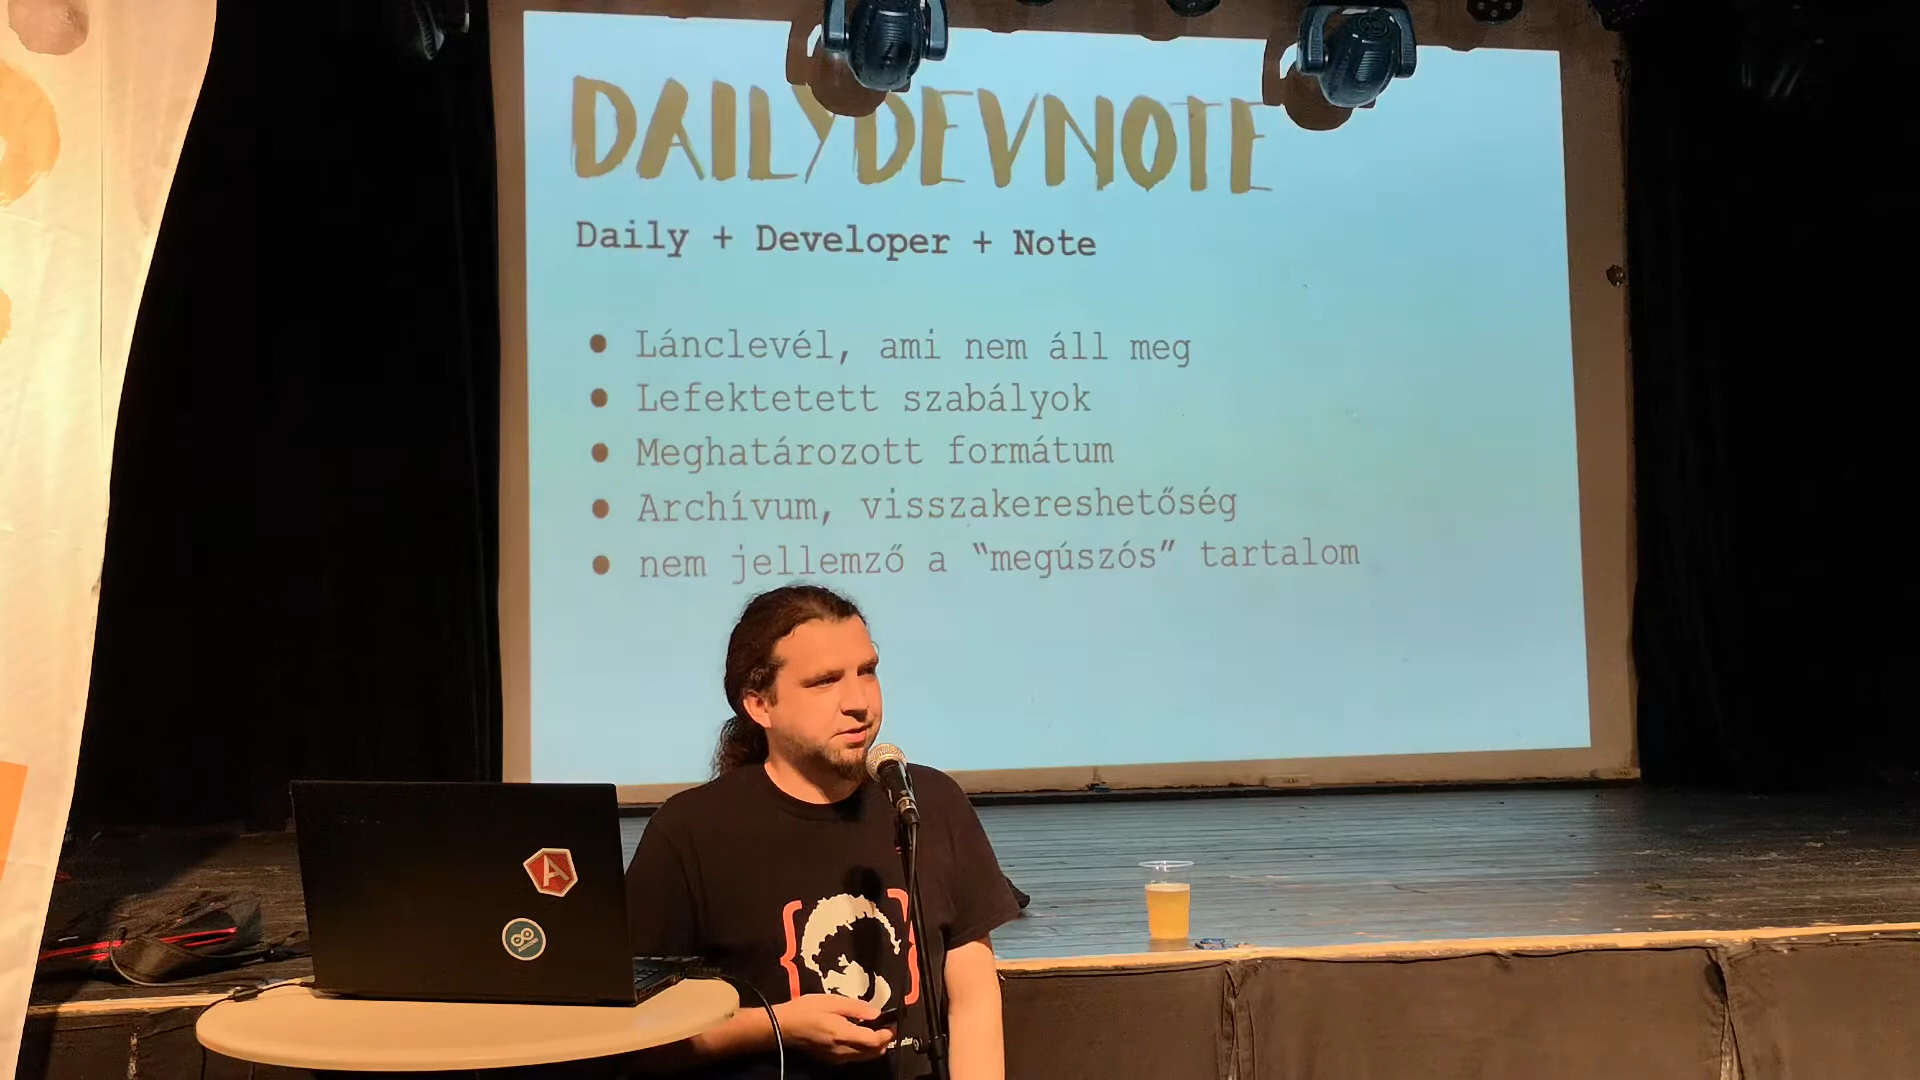 DAILYDEVNOTE
Daily + Developer + Note
● Lánclevél, ami nem áll meg
● Lefektetett szabályok
● Meghatározott formátum
● Archívum, visszakereshetőség
● nem jellemző a “megúszós” tartalom
A